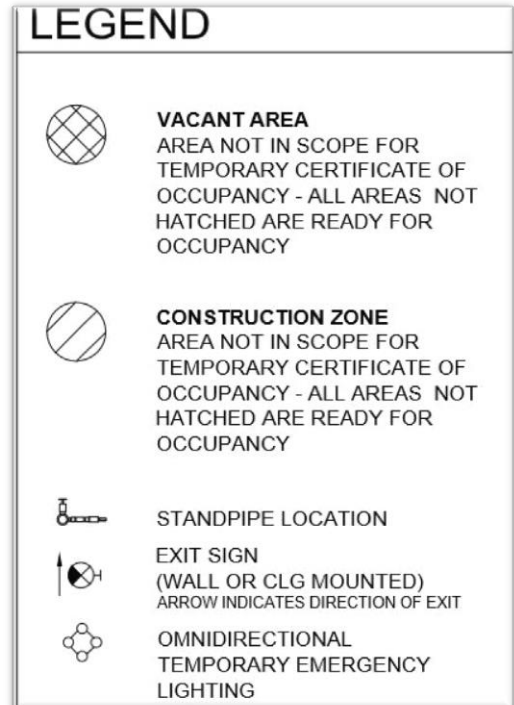 LEGEND
VACANT AREA
AREA NOT IN SCOPE FOR
TEMPORARY CERTIFICATE OF
OCCUPANCY - ALL AREAS NOT
HATCHED ARE READY FOR
OCCUPANCY
CONSTRUCTION ZONE
AREA NOT IN SCOPE FOR
TEMPORARY CERTIFICATE OF
OCCUPANCY - ALL AREAS NOT
HATCHED ARE READY FOR
OCCUPANCY
STANDPIPE LOCATION
EXIT SIGN
(WALL OR CLG MOUNTED)
ARROW INDICATES DIRECTION OF EXIT
OMNIDIRECTIONAL
TEMPORARY EMERGENCY
LIGHTING